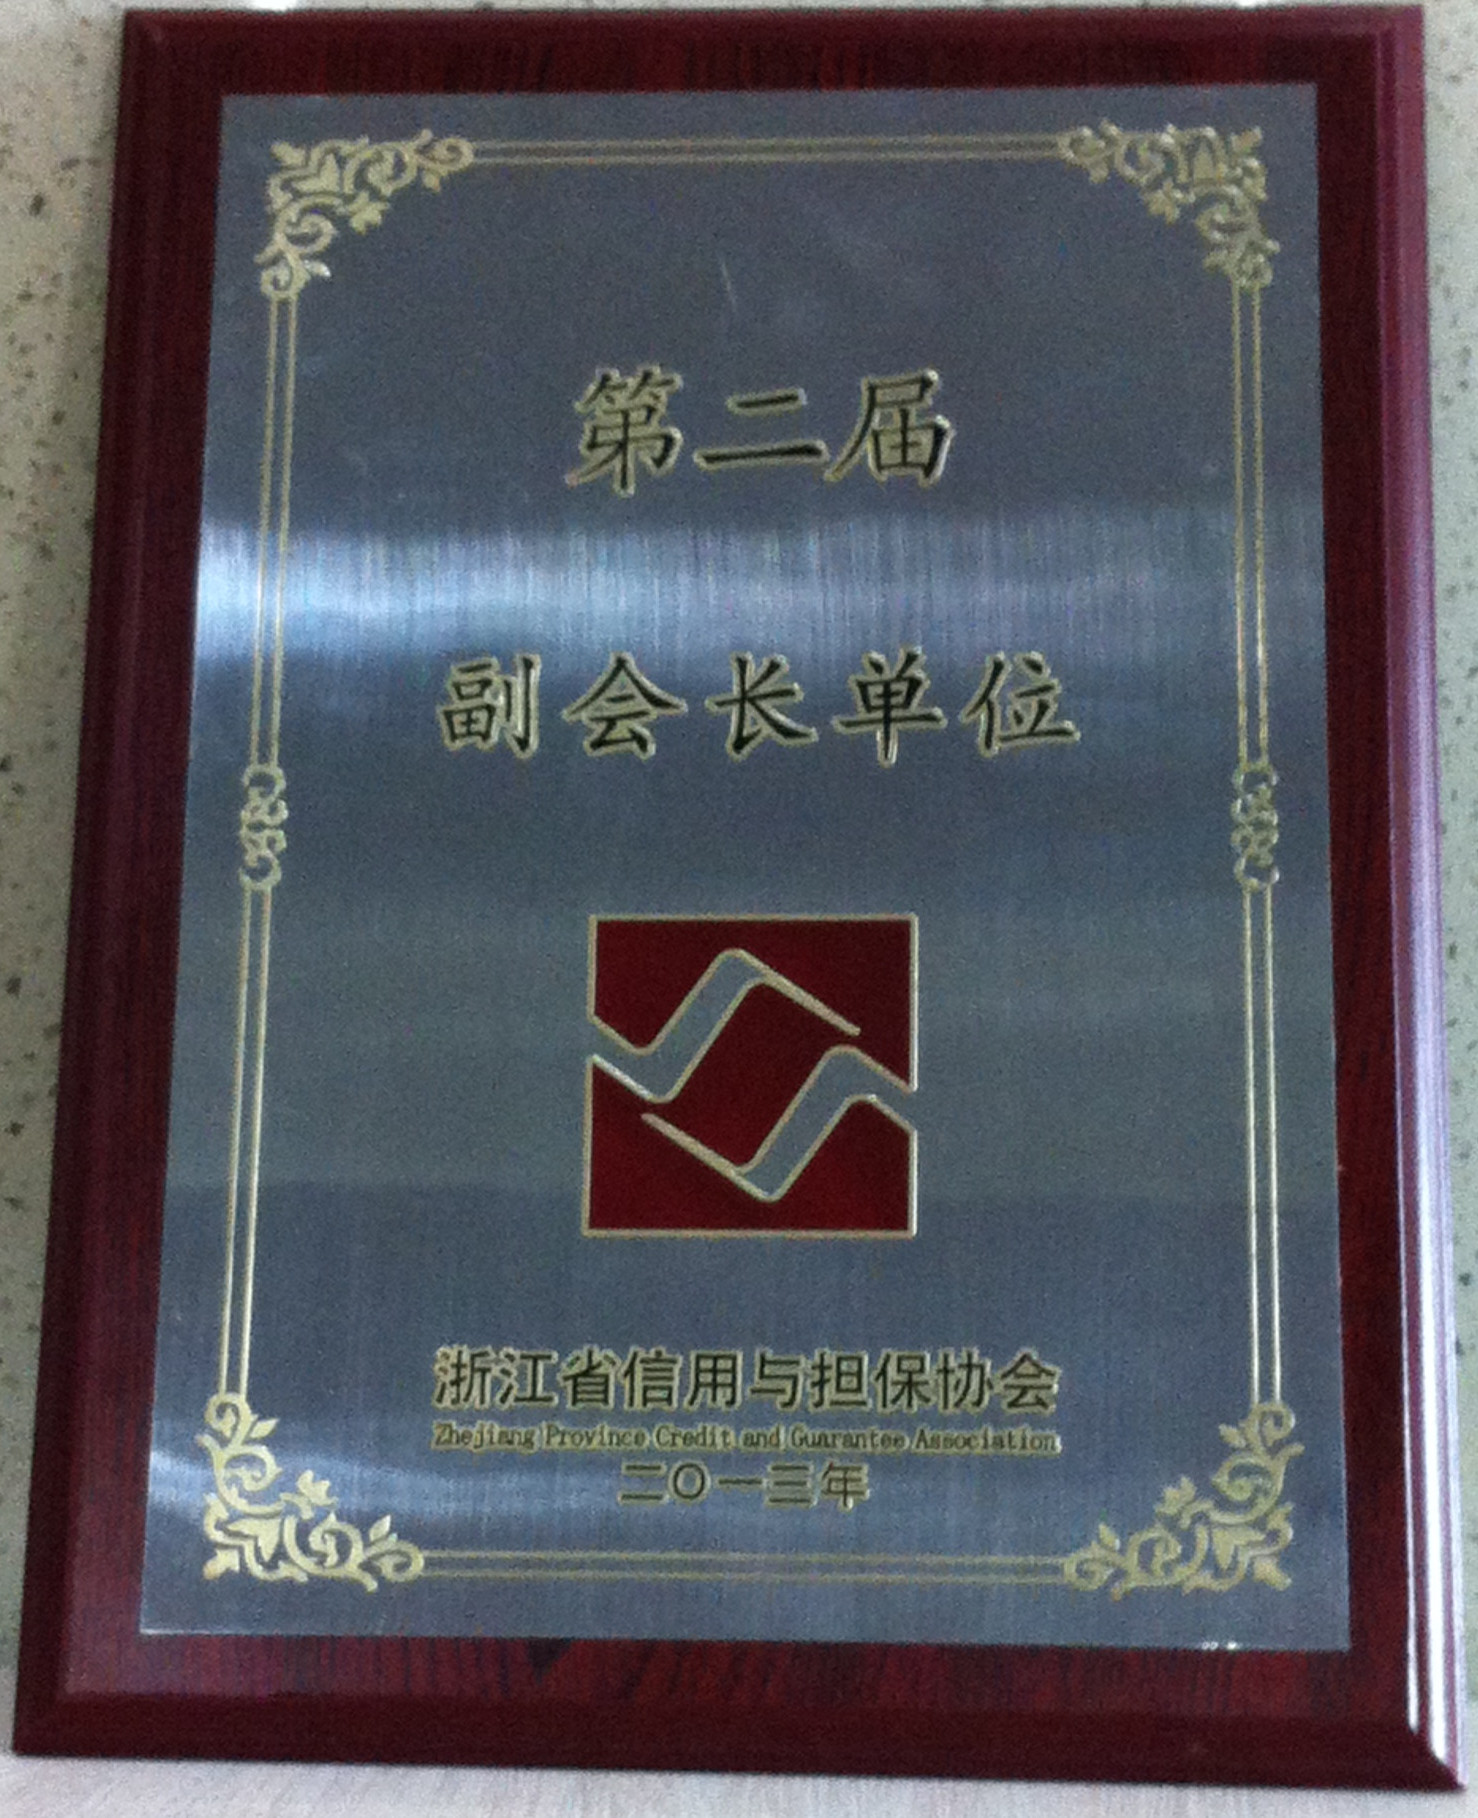 第二届
副会长单位
浙江省信用与担保协会
Zhejiang Province Credit and Guarantee Association
二〇一三年